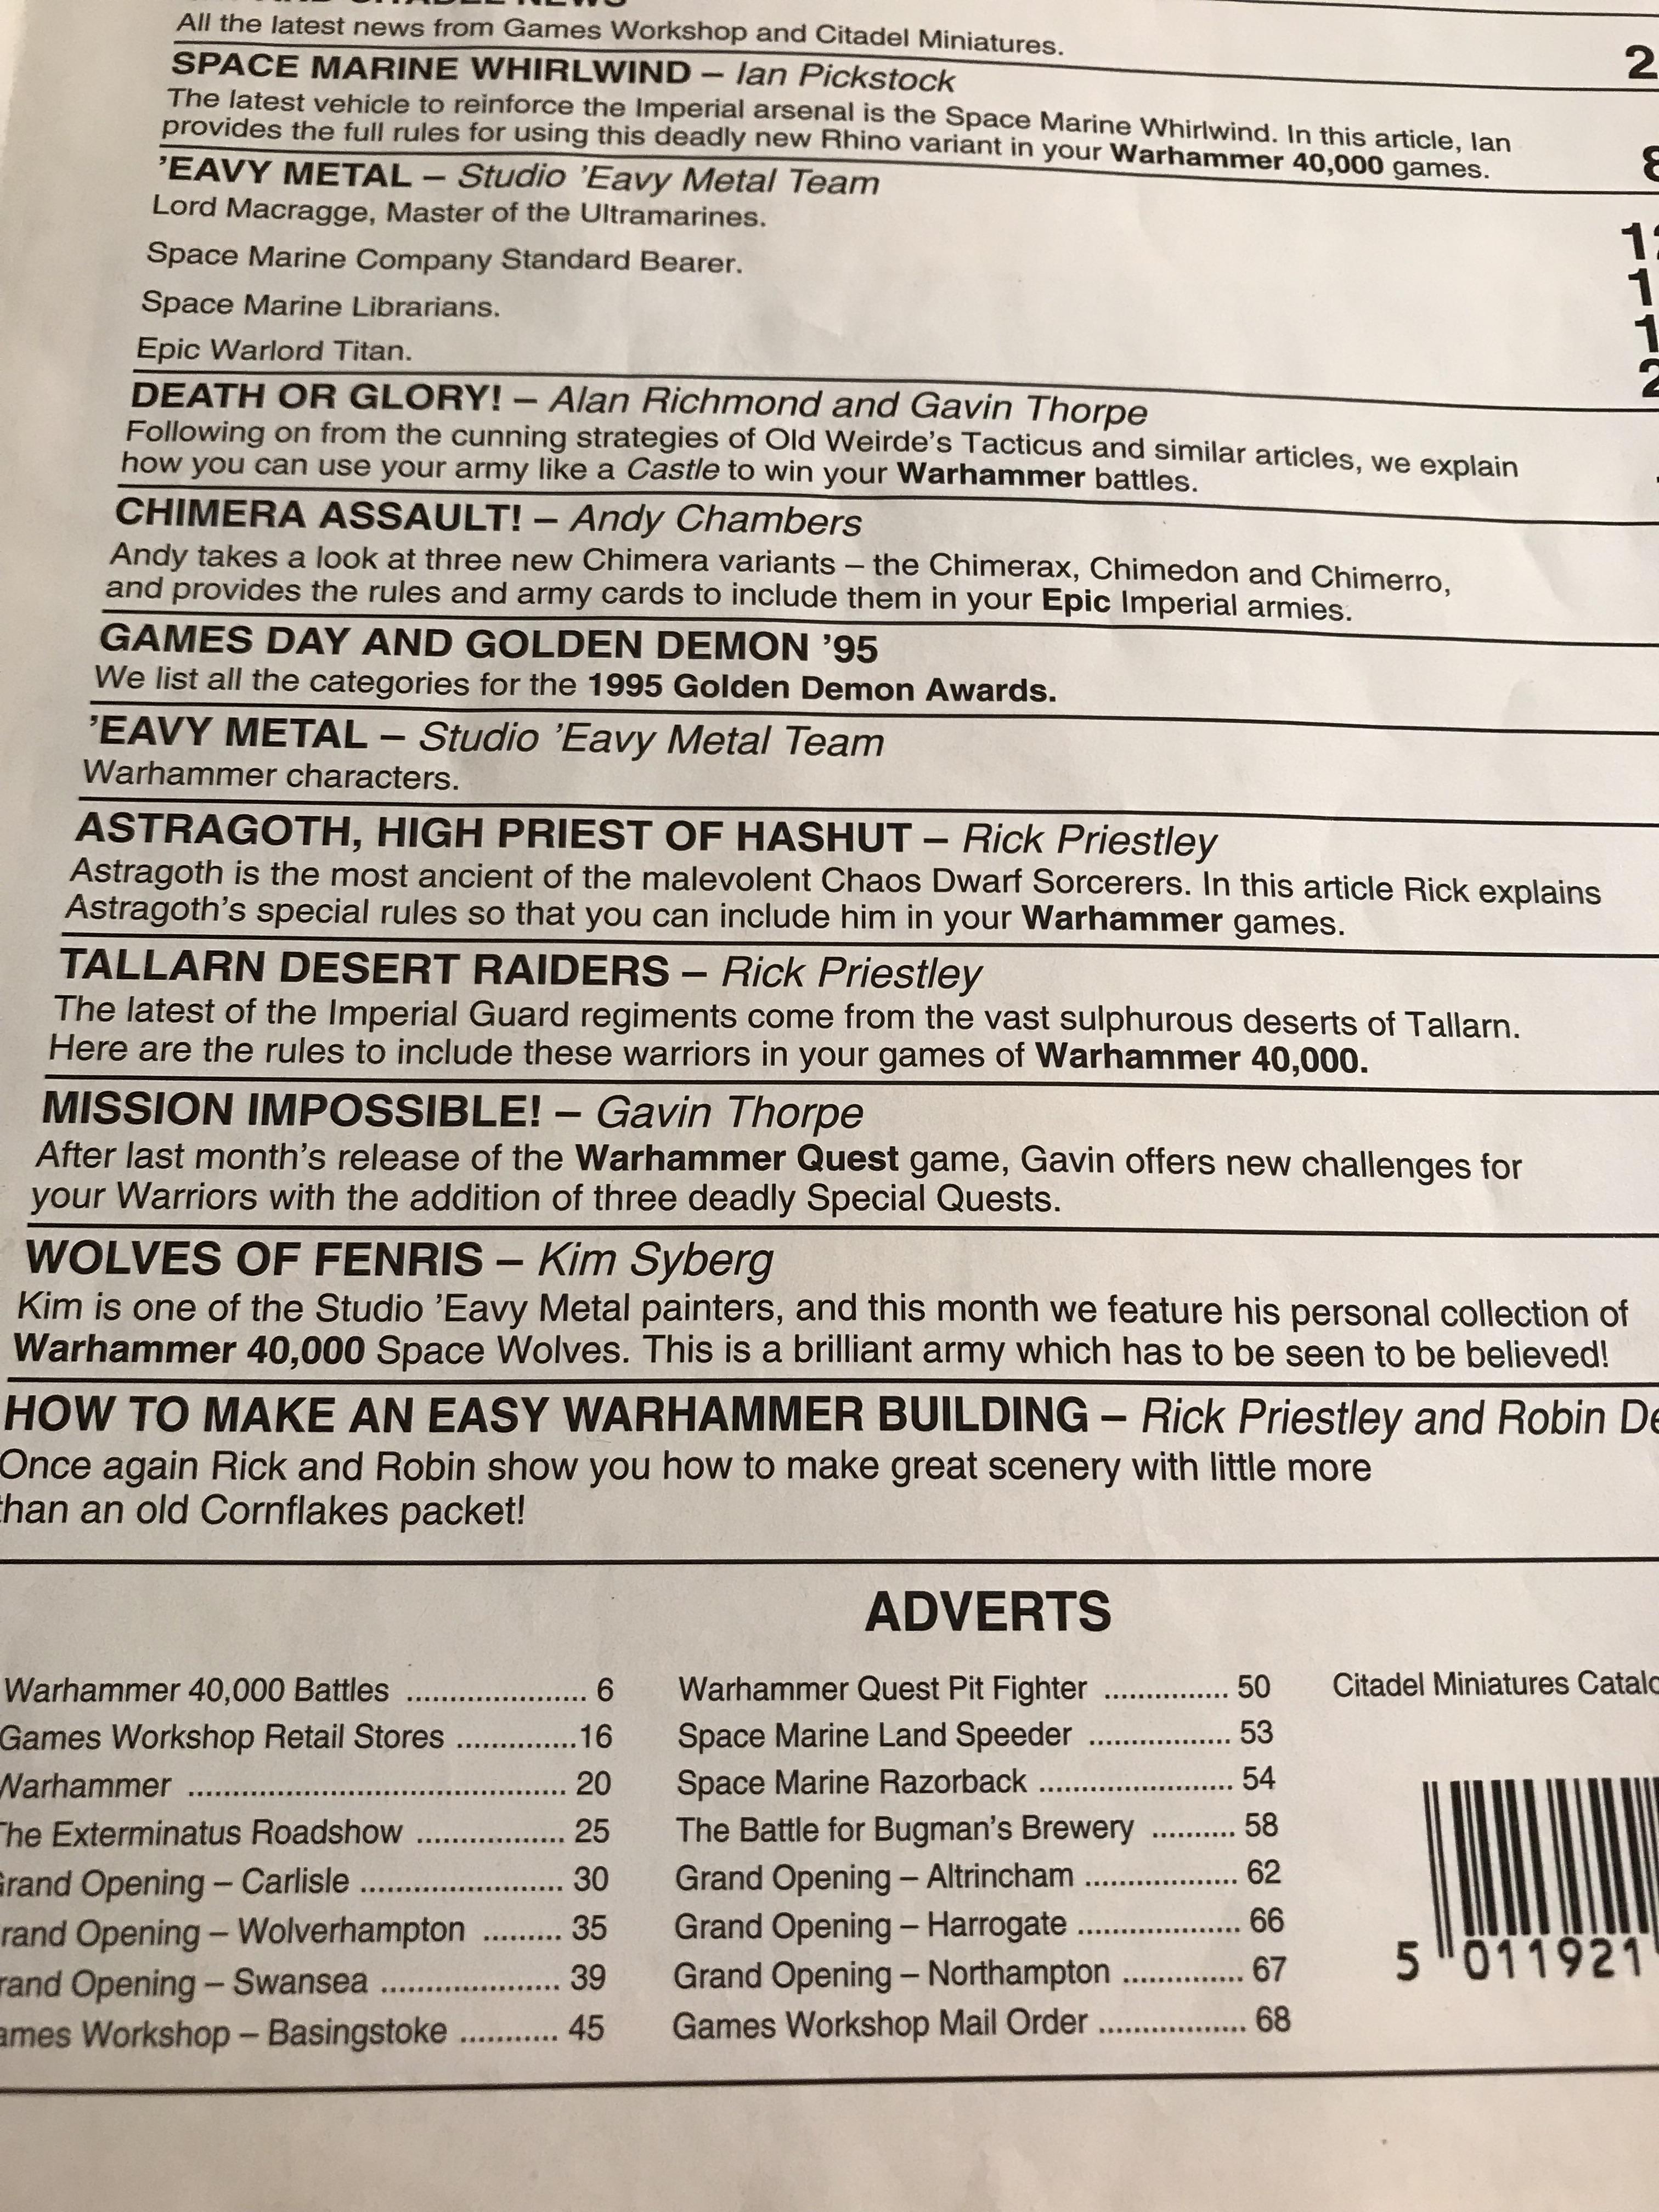 CITADEL NEWS
All the latest news from Games Workshop and Citadel Miniatures.
2
SPACE MARINE WHIRLWIND – Ian Pickstock
The latest vehicle to reinforce the Imperial arsenal is the Space Marine Whirlwind. In this article, Ian
provides the full rules for using this deadly new Rhino variant in your Warhammer 40,000 games.
8
'EAVY METAL – Studio 'Eavy Metal Team
Lord Macragge, Master of the Ultramarines.
12
Space Marine Company Standard Bearer.
1
Space Marine Librarians.
1
Epic Warlord Titan.
2
DEATH OR GLORY! – Alan Richmond and Gavin Thorpe
Following on from the cunning strategies of Old Weirde's Tacticus and similar articles, we explain
how you can use your army like a Castle to win your Warhammer battles.
CHIMERA ASSAULT! – Andy Chambers
Andy takes a look at three new Chimera variants – the Chimerax, Chimedon and Chimerro,
and provides the rules and army cards to include them in your Epic Imperial armies.
GAMES DAY AND GOLDEN DEMON '95
We list all the categories for the 1995 Golden Demon Awards.
'EAVY METAL – Studio 'Eavy Metal Team
Warhammer characters.
ASTRAGOTH, HIGH PRIEST OF HASHUT – Rick Priestley
Astragoth is the most ancient of the malevolent Chaos Dwarf Sorcerers. In this article Rick explains
Astragoth's special rules so that you can include him in your Warhammer games.
TALLARN DESERT RAIDERS – Rick Priestley
The latest of the Imperial Guard regiments come from the vast sulphurous deserts of Tallarn.
Here are the rules to include these warriors in your games of Warhammer 40,000.
MISSION IMPOSSIBLE! – Gavin Thorpe
After last month's release of the Warhammer Quest game, Gavin offers new challenges for
your Warriors with the addition of three deadly Special Quests.
WOLVES OF FENRIS – Kim Syberg
Kim is one of the Studio 'Eavy Metal painters, and this month we feature his personal collection of
Warhammer 40,000 Space Wolves. This is a brilliant army which has to be seen to be believed!
HOW TO MAKE AN EASY WARHAMMER BUILDING – Rick Priestley and Robin De
Once again Rick and Robin show you how to make great scenery with little more
than an old Cornflakes packet!
ADVERTS
Warhammer 40,000 Battles ..................... 6
Games Workshop Retail Stores ..............16
Warhammer ........................................... 20
The Exterminatus Roadshow ................. 25
Grand Opening – Carlisle ....................... 30
rand Opening – Wolverhampton ......... 35
rand Opening – Swansea .................... 39
ames Workshop – Basingstoke ........... 45
Warhammer Quest Pit Fighter .............. 50
Space Marine Land Speeder ................ 53
Space Marine Razorback ...................... 54
The Battle for Bugman's Brewery .......... 58
Grand Opening – Altrincham ................. 62
Grand Opening – Harrogate .................. 66
Grand Opening – Northampton .............. 67
Games Workshop Mail Order ................. 68
Citadel Miniatures Catalo
5 011921